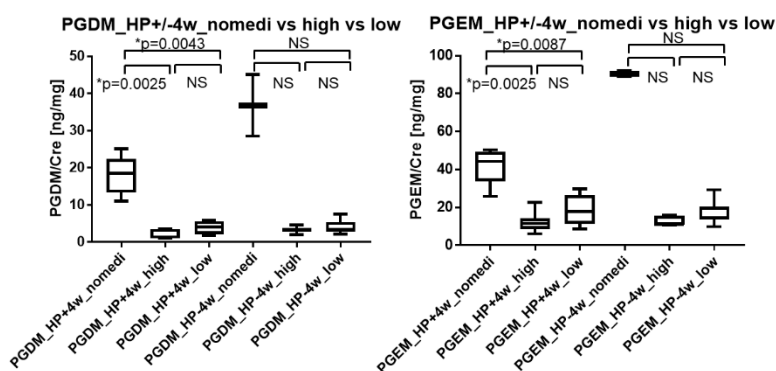 PGDM_HP+/-4w_nomedi vs high vs low
*p=0.0043
NS
*p=0.0025
NS
NS
NS
PGDM/Cre [ng/mg]
50
40
30
20
10
0
PGDM_HP+4w_nomedi
PGDM_HP+4w_high
PGDM_HP+4w_low
PGDM_HP-4w_nomedi
PGDM_HP-4w_high
PGDM_HP-4w_low
PGEM_HP+/-4w_nomedi vs high vs low
*p=0.0087
NS
*p=0.0025
NS
NS
NS
PGEM/Cre [ng/mg]
100
80
60
40
20
0
PGEM_HP+4w_nomedi
PGEM_HP+4w_high
PGEM_HP+4w_low
PGEM_HP-4w_nomedi
PGEM_HP-4w_high
PGEM_HP-4w_low